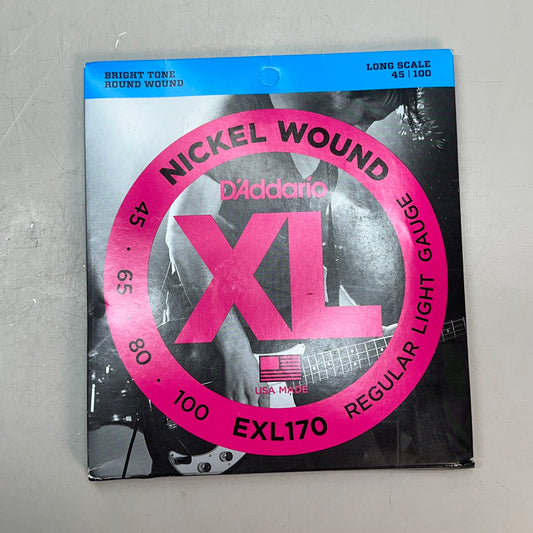 BRIGHT TONE
ROUND WOUND
LONG SCALE
45 | 100
NICKEL WOUND
D'Addario
XL
45 · 65 · 80 · 100
USA MADE
EXL170
REGULAR LIGHT GAUGE